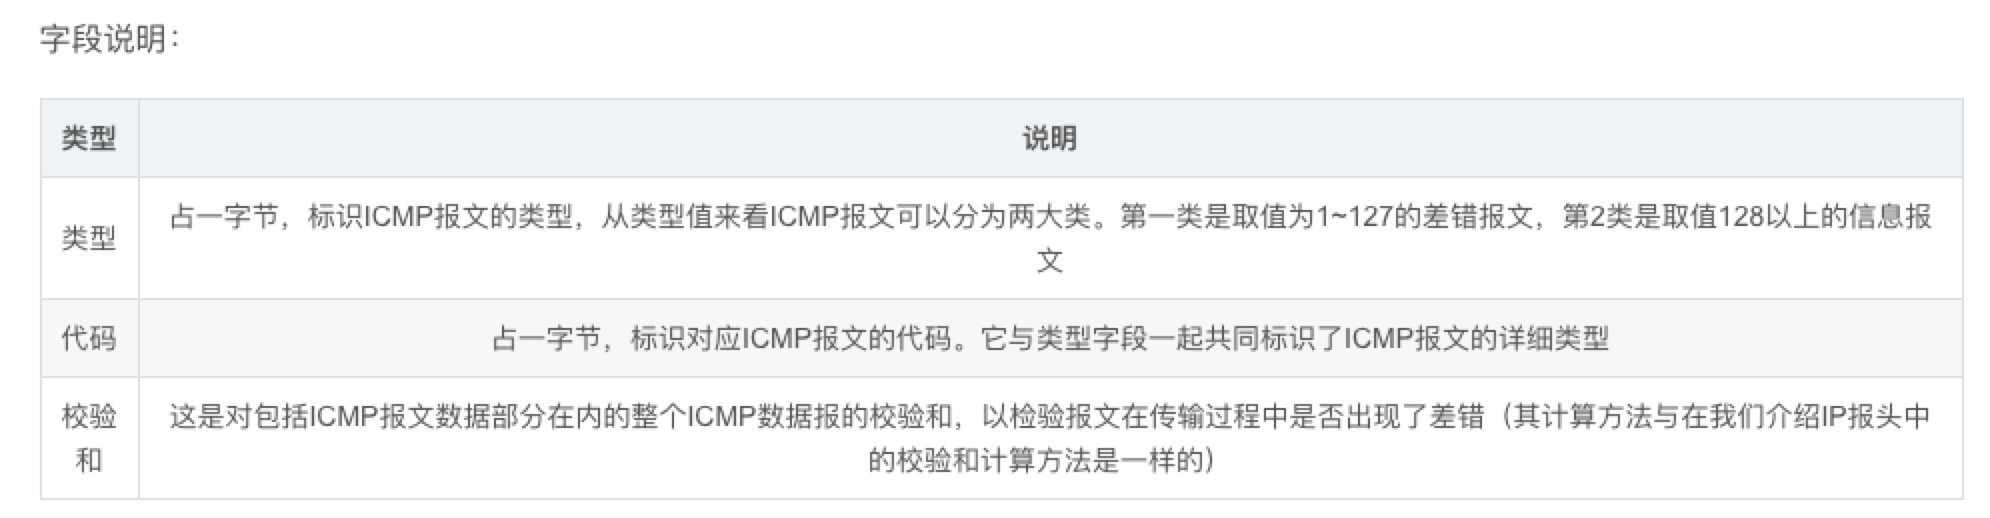 字段说明：
类型
说明
类型
占一字节，标识ICMP报文的类型，从类型值来看ICMP报文可以分为两大类。第一类是取值为1~127的差错报文，第2类是取值128以上的信息报
文
代码
占一字节，标识对应ICMP报文的代码。它与类型字段一起共同标识了ICMP报文的详细类型
校验
和
这是对包括ICMP报文数据部分在内的整个ICMP数据报的校验和，以检验报文在传输过程中是否出现了差错（其计算方法与在我们介绍IP报头中
的校验和计算方法是一样的）